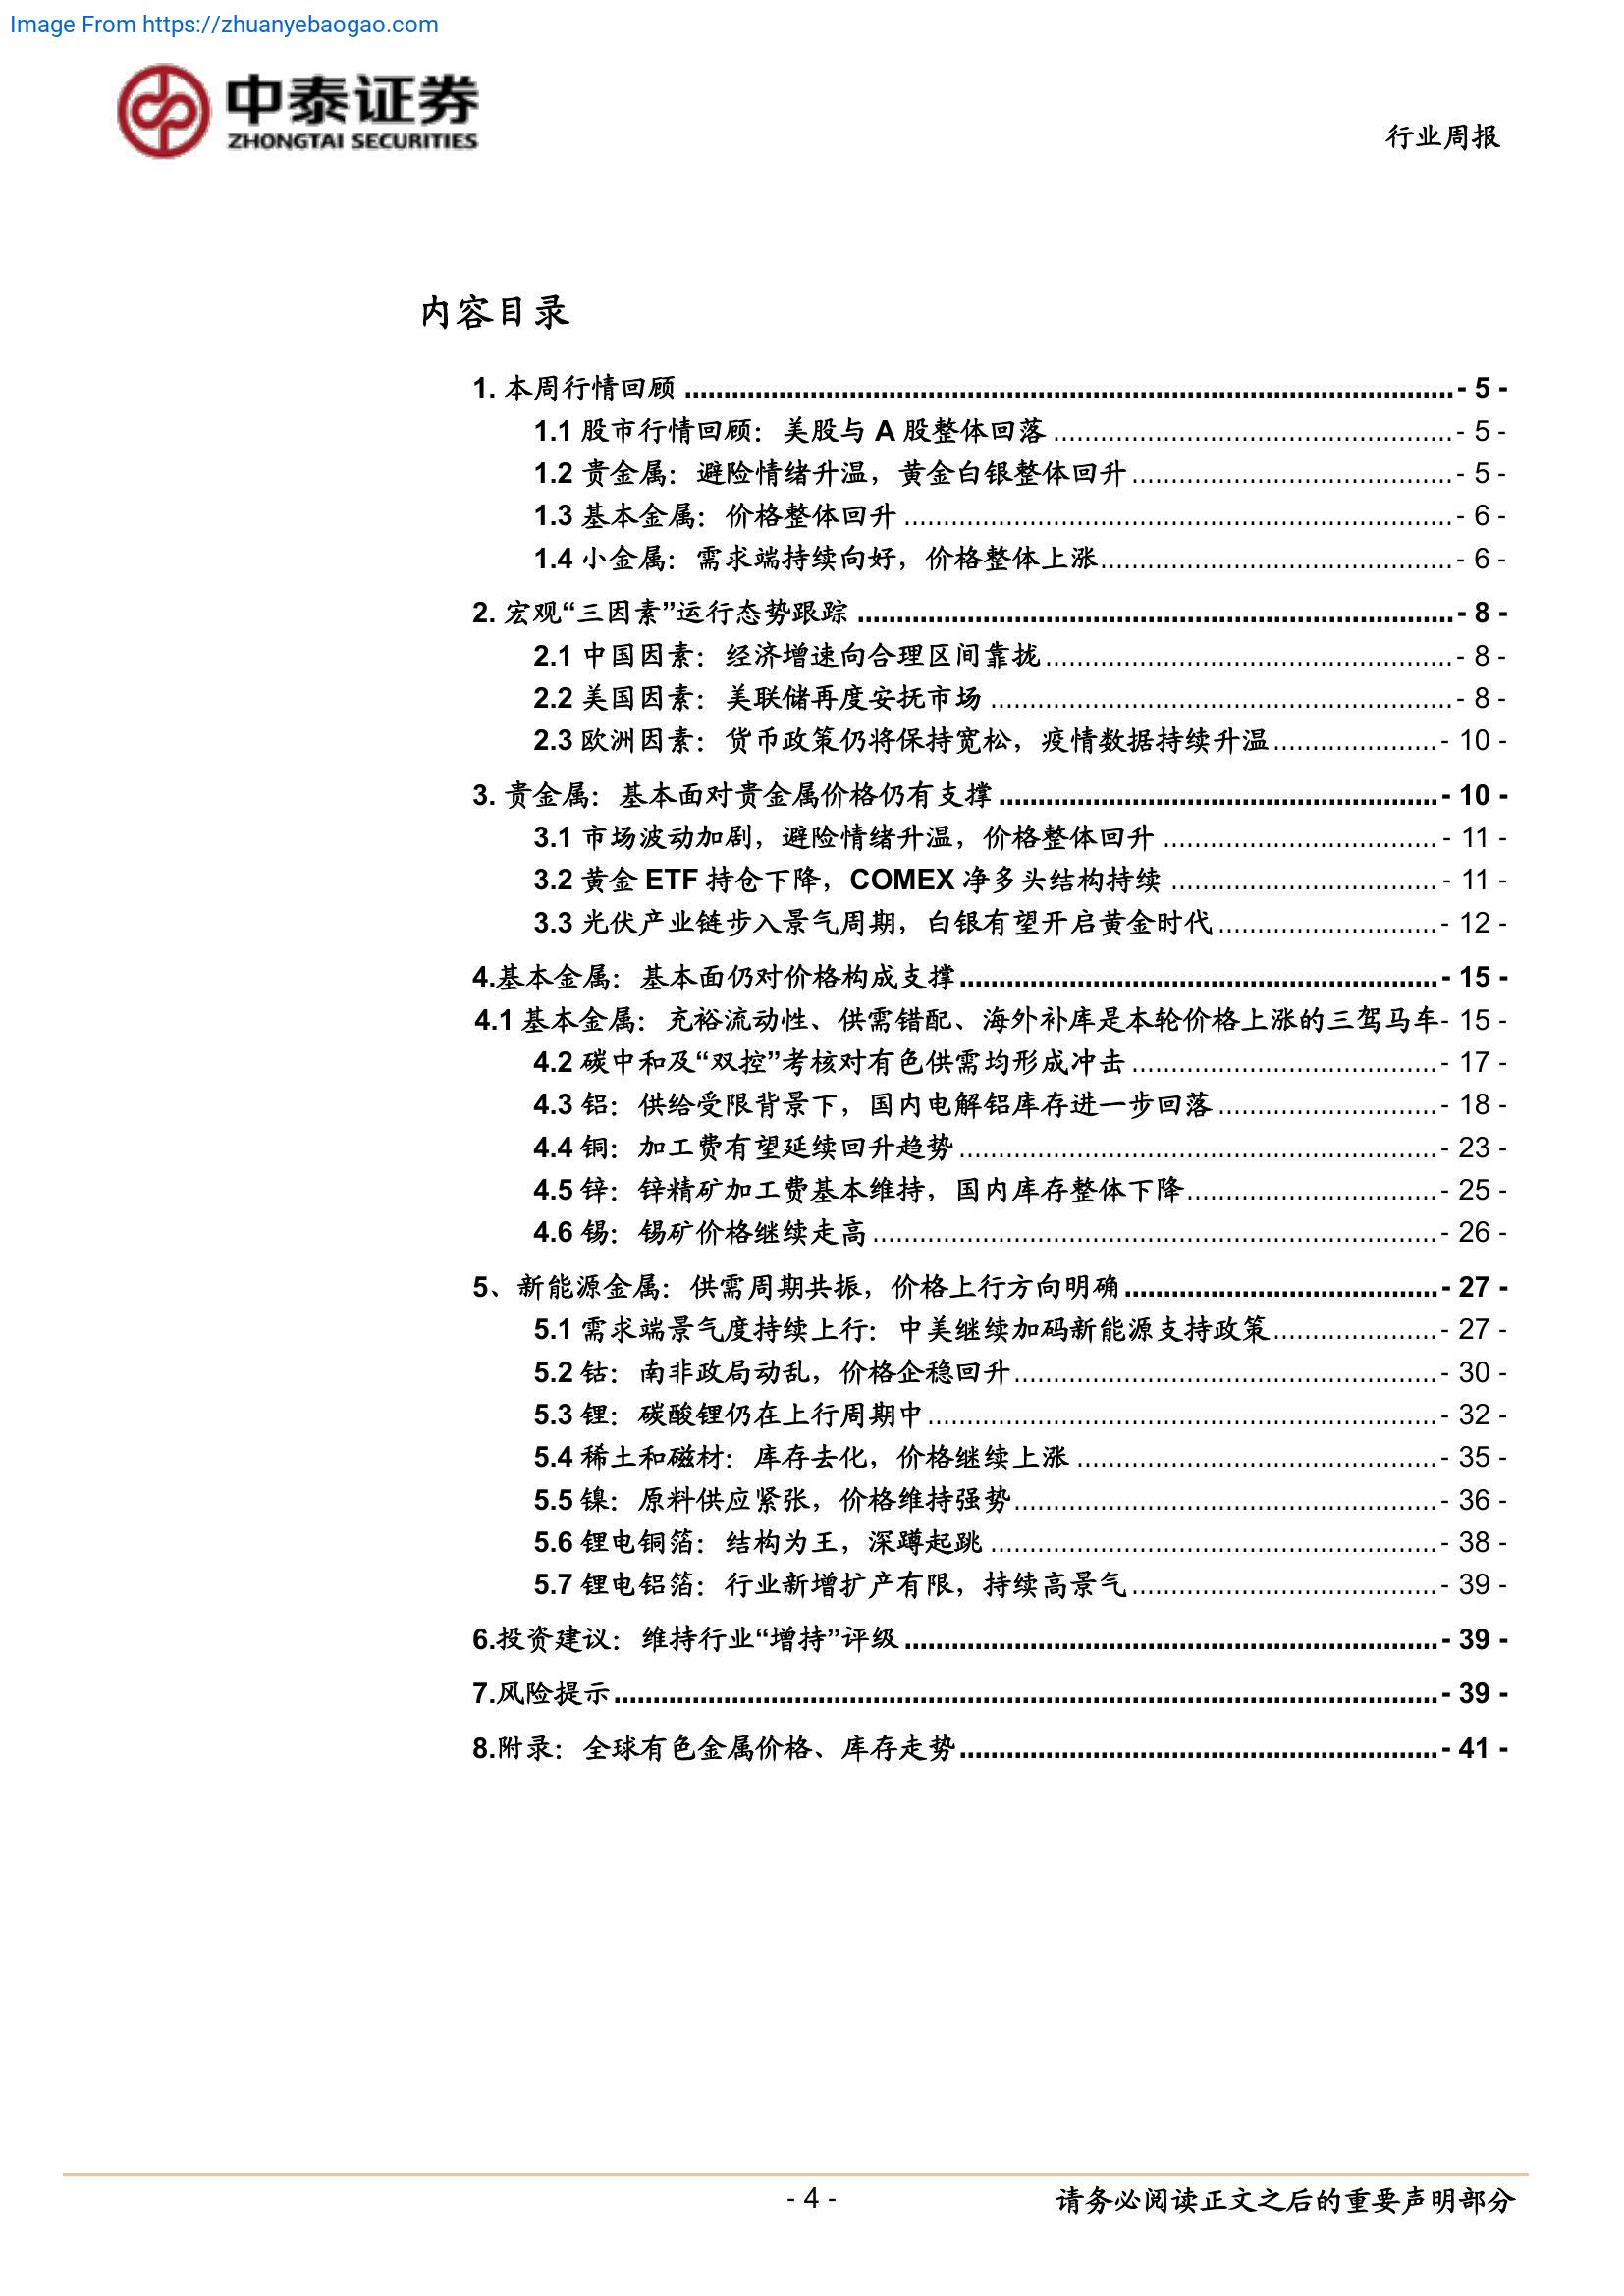 Image From https://zhuanyebaogao.com
中泰证券
ZHONGTAI SECURITIES
行业周报
内容目录
1. 本周行情回顾 ........................................ - 5 -
1.1 股市行情回顾：美股与 A 股整体回落 ........................................ - 5 -
1.2 贵金属：避险情绪升温，黄金白银整体回升 ........................................ - 5 -
1.3 基本金属：价格整体回升 ........................................ - 6 -
1.4 小金属：需求端持续向好，价格整体上涨 ........................................ - 6 -
2. 宏观“三因素”运行态势跟踪 ........................................ - 8 -
2.1 中国因素：经济增速向合理区间靠拢 ........................................ - 8 -
2.2 美国因素：美联储再度安抚市场 ........................................ - 8 -
2.3 欧洲因素：货币政策仍将保持宽松，疫情数据持续升温 ..................... - 10 -
3. 贵金属：基本面对贵金属价格仍有支撑 ........................................ - 10 -
3.1 市场波动加剧，避险情绪升温，价格整体回升 ................................... - 11 -
3.2 黄金 ETF 持仓下降，COMEX 净多头结构持续 .................................. - 11 -
3.3 光伏产业链步入景气周期，白银有望开启黄金时代 ............................ - 12 -
4.基本金属：基本面仍对价格构成支撑 ........................................ - 15 -
4.1 基本金属：充裕流动性、供需错配、海外补库是本轮价格上涨的三驾马车- 15 -
4.2 碳中和及“双控”考核对有色供需均形成冲击 ....................................... - 17 -
4.3 铝：供给受限背景下，国内电解铝库存进一步回落 ............................ - 18 -
4.4 铜：加工费有望延续回升趋势 ........................................ - 23 -
4.5 锌：锌精矿加工费基本维持，国内库存整体下降 ................................ - 25 -
4.6 锡：锡矿价格继续走高 ........................................ - 26 -
5、新能源金属：供需周期共振，价格上行方向明确 ........................................ - 27 -
5.1 需求端景气度持续上行：中美继续加码新能源支持政策 ..................... - 27 -
5.2 钴：南非政局动乱，价格企稳回升 ........................................ - 30 -
5.3 锂：碳酸锂仍在上行周期中 ........................................ - 32 -
5.4 稀土和磁材：库存去化，价格继续上涨 ........................................ - 35 -
5.5 镍：原料供应紧张，价格维持强势 ........................................ - 36 -
5.6 锂电铜箔：结构为王，深蹲起跳 ........................................ - 38 -
5.7 锂电铝箔：行业新增扩产有限，持续高景气 ....................................... - 39 -
6.投资建议：维持行业“增持”评级 ........................................ - 39 -
7.风险提示 ........................................ - 39 -
8.附录：全球有色金属价格、库存走势 ........................................ - 41 -
- 4 -
请务必阅读正文之后的重要声明部分